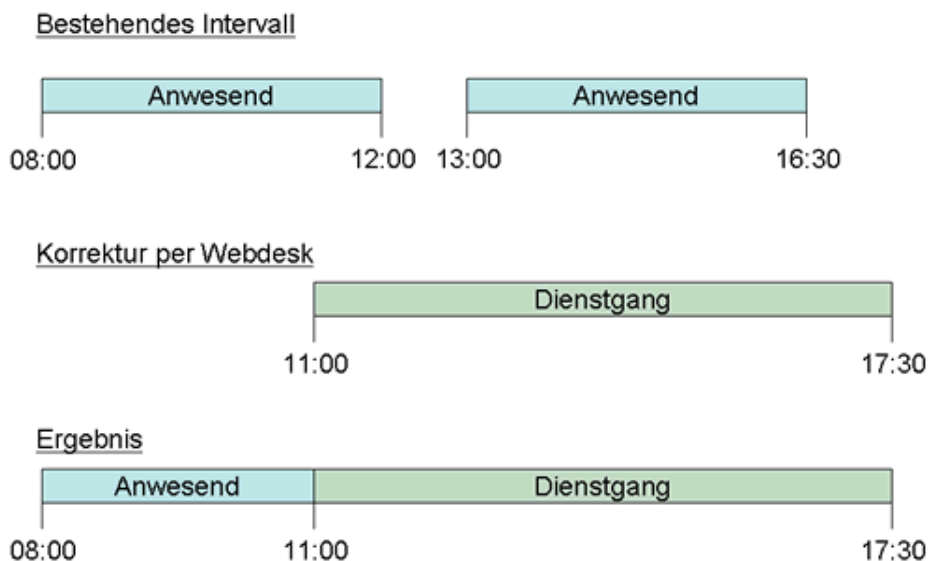 Bestehendes Intervall
Anwesend Anwesend
08:00 12:00 13:00 16:30
Korrektur per Webdesk
Dienstgang
11:00 17:30
Ergebnis
Anwesend Dienstgang
08:00 11:00 17:30